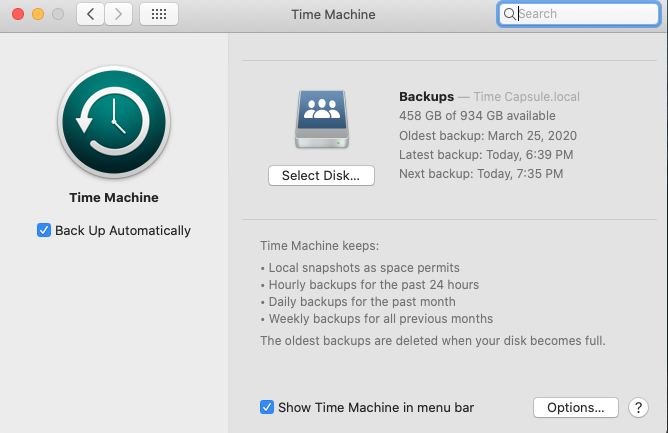 Time Machine
Search
Time Machine
Back Up Automatically
Backups — Time Capsule.local
458 GB of 934 GB available
Oldest backup: March 25, 2020
Latest backup: Today, 6:39 PM
Next backup: Today, 7:35 PM
Select Disk...
Time Machine keeps:
• Local snapshots as space permits
• Hourly backups for the past 24 hours
• Daily backups for the past month
• Weekly backups for all previous months
The oldest backups are deleted when your disk becomes full.
Show Time Machine in menu bar
Options...
?